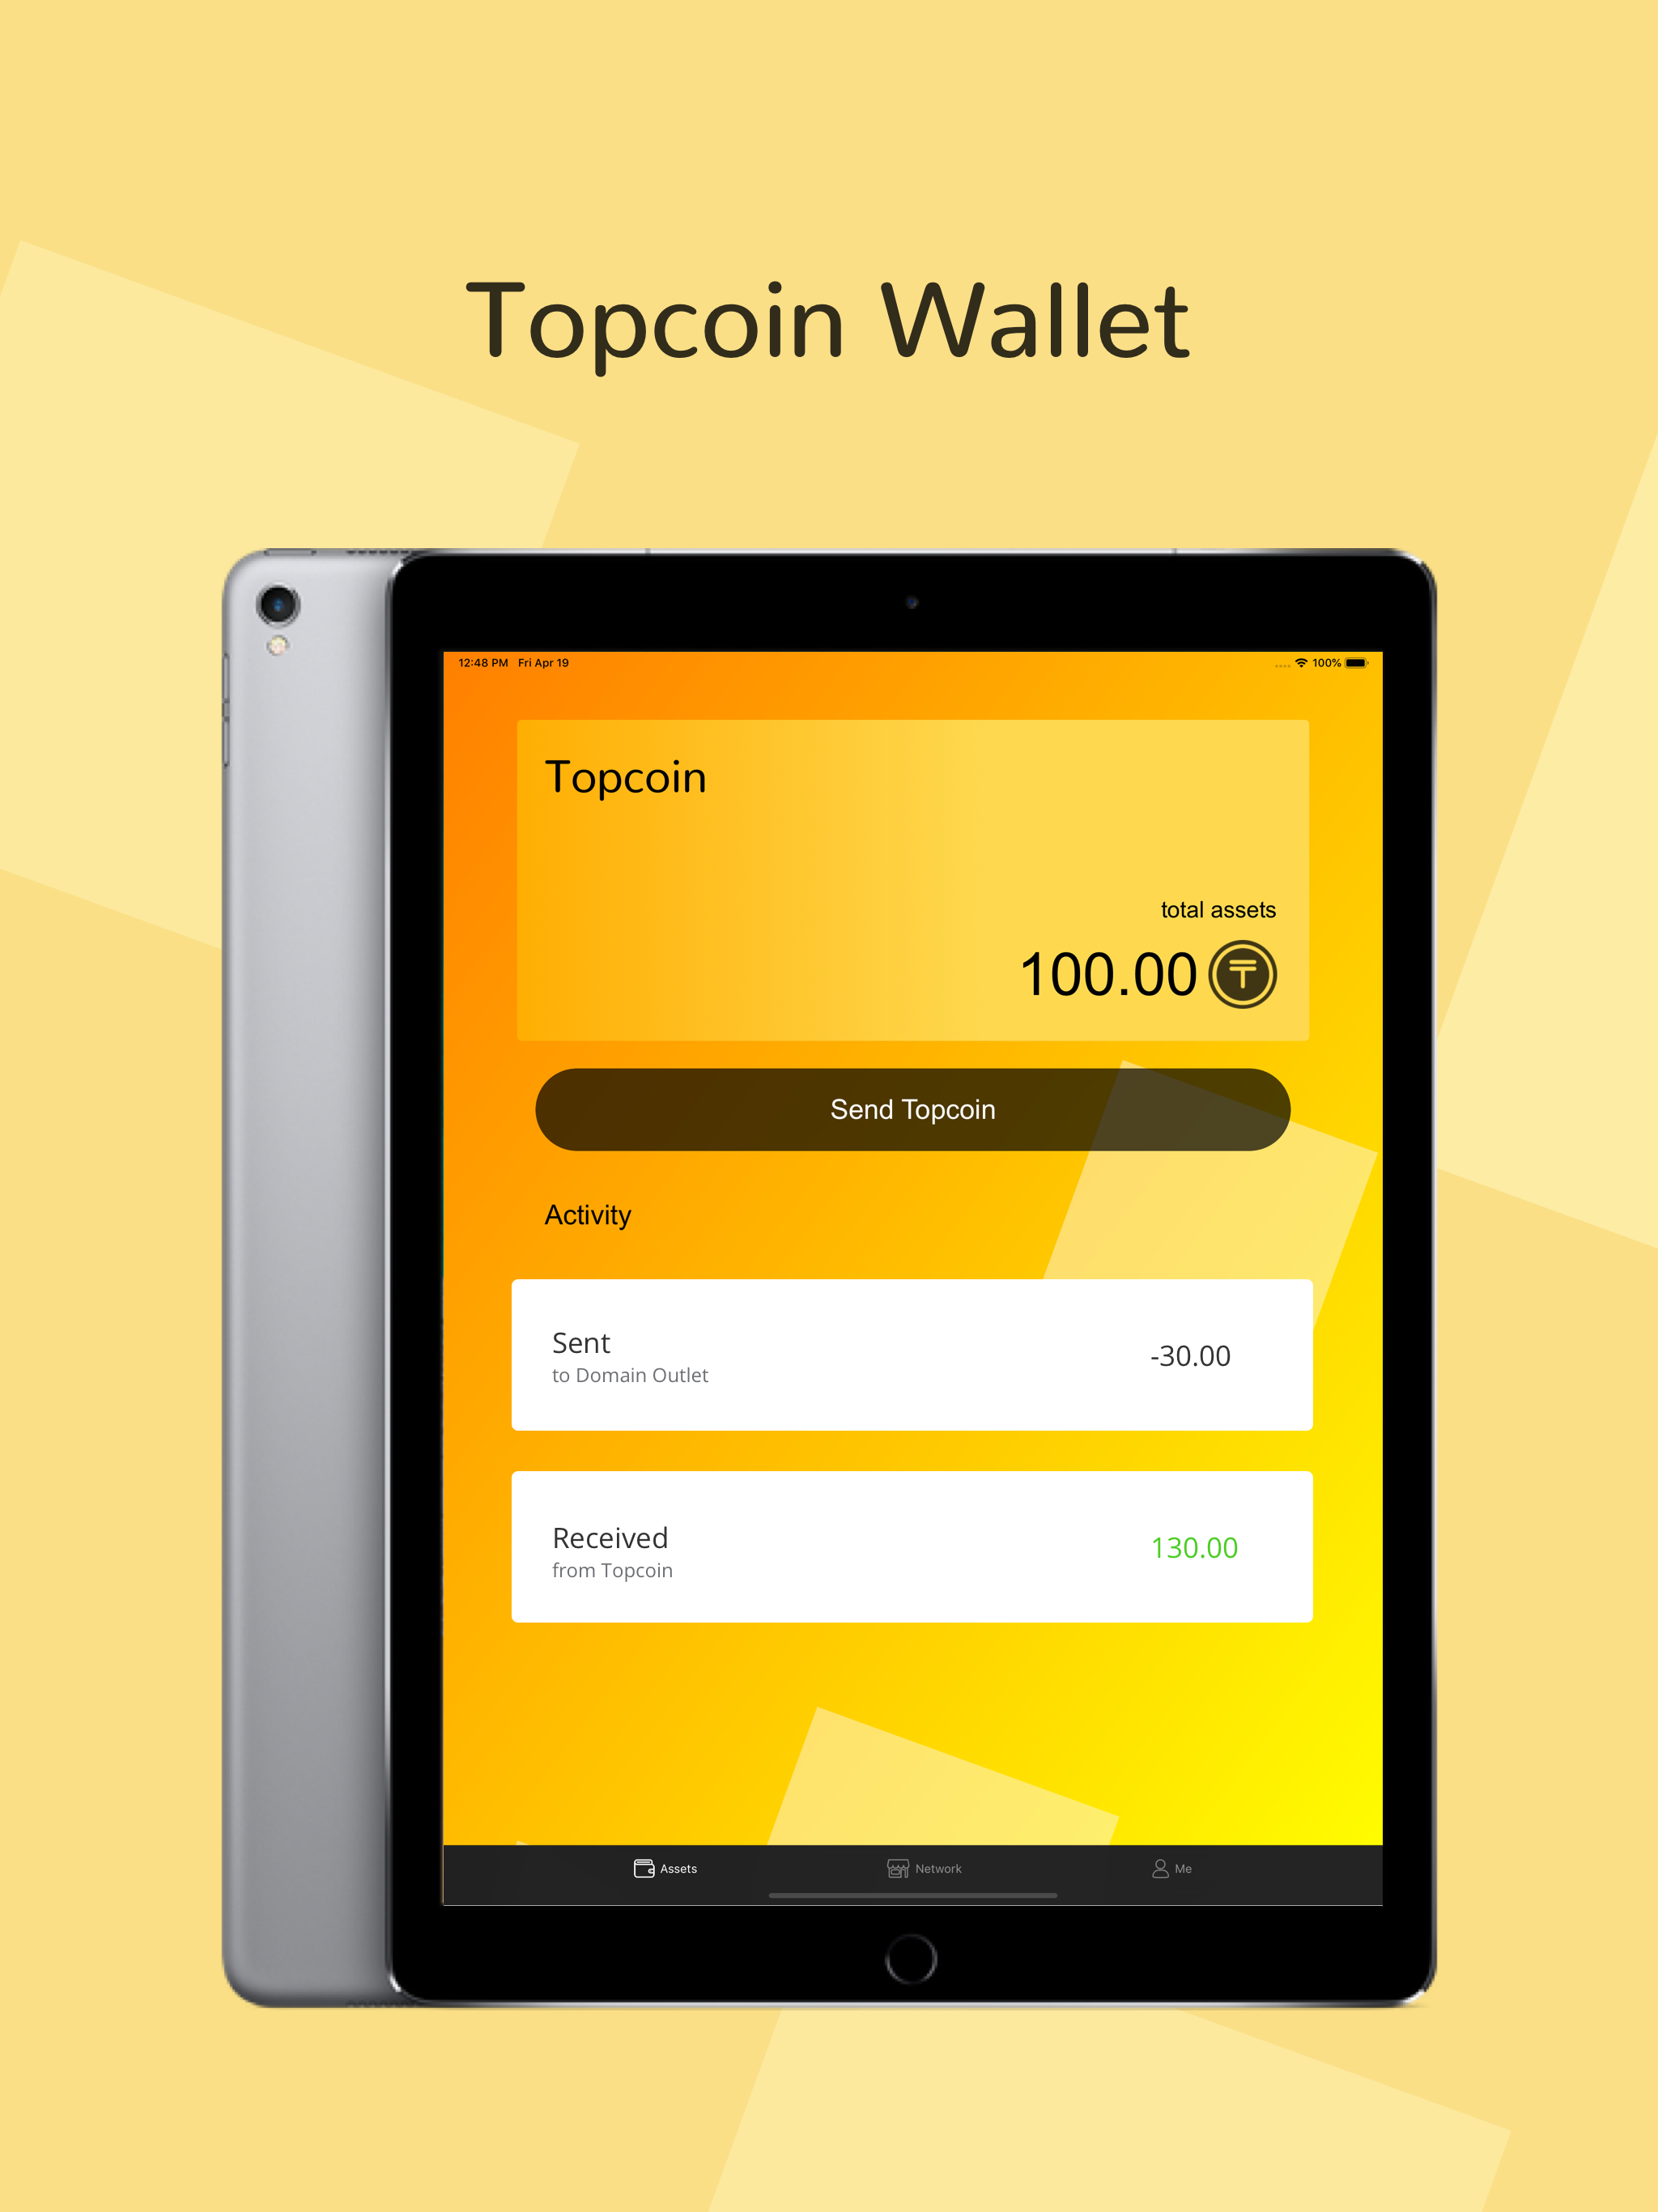 Topcoin Wallet
12:48 PM Fri Apr 19
100%
Topcoin
total assets
100.00
Send Topcoin
Activity
Sent
-30.00
to Domain Outlet
Received
130.00
from Topcoin
Assets
Network
Me